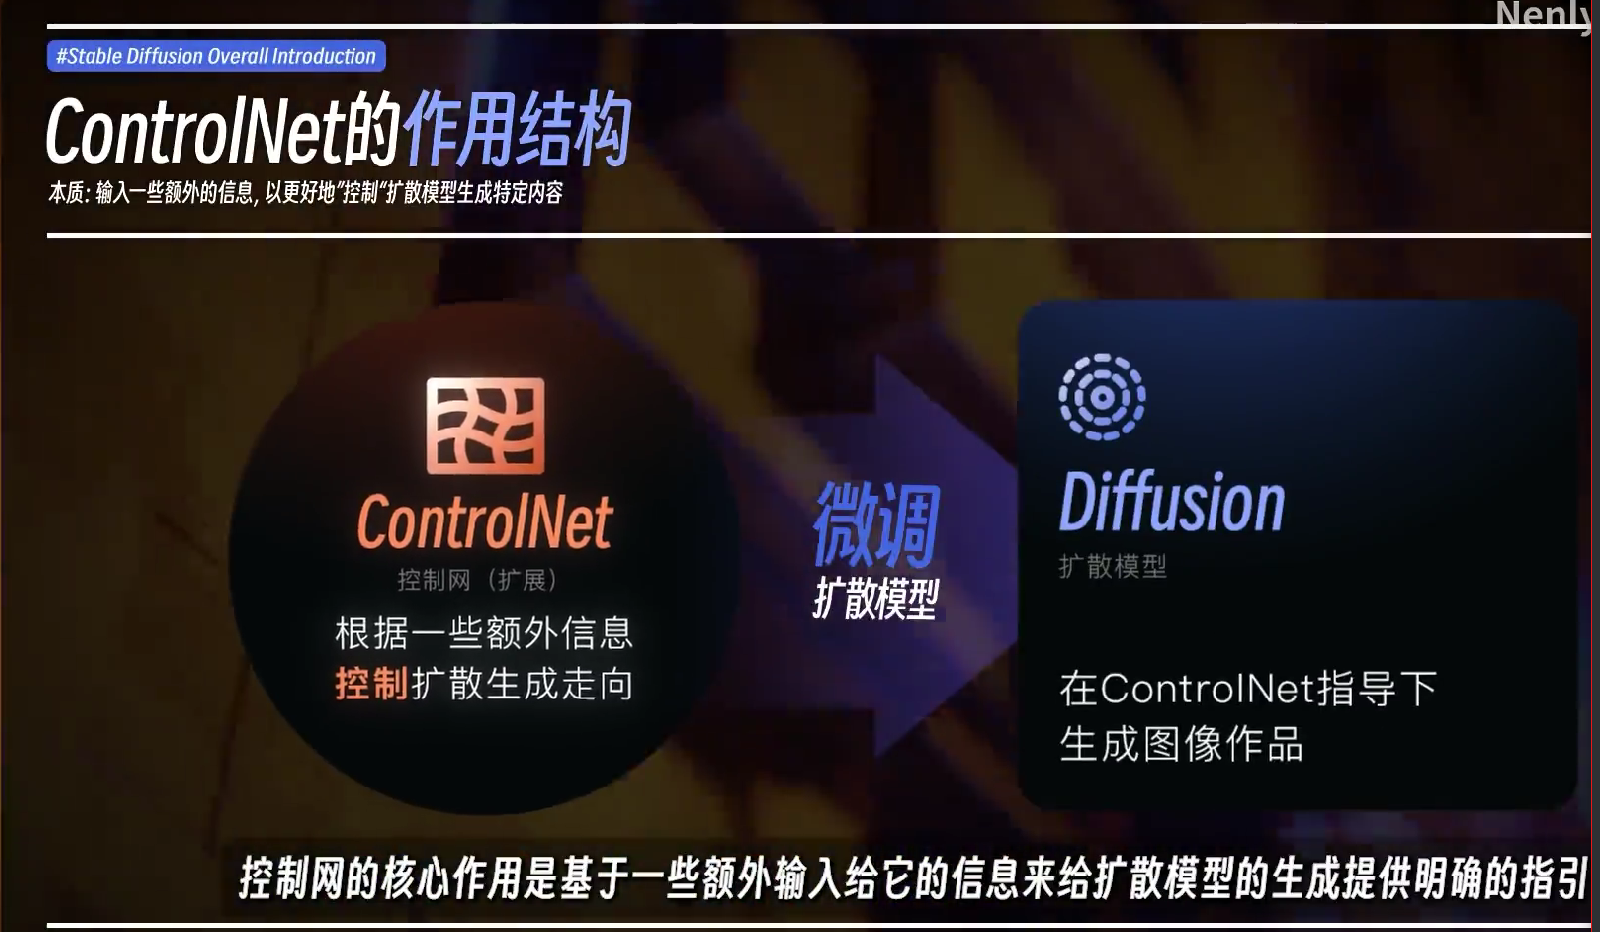 Nenly
#Stable Diffusion Overall Introduction
ControlNet的作用结构
本质: 输入一些额外的信息, 以更好地”控制“扩散模型生成特定内容
ControlNet
控制网（扩展）
根据一些额外信息
控制扩散生成走向
微调
扩散模型
Diffusion
扩散模型
在ControlNet指导下
生成图像作品
控制网的核心作用是基于一些额外输入给它的信息来给扩散模型的生成提供明确的指引